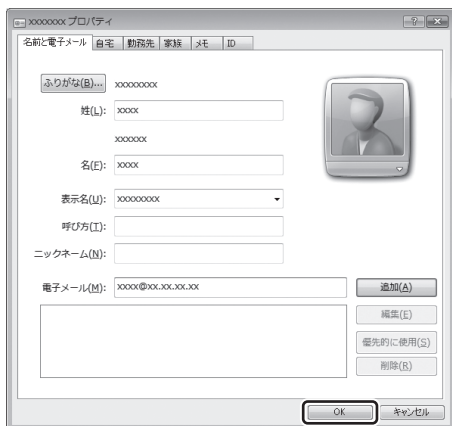 xxxxxxx プロパティ
名前と電子メール 自宅 勤務先 家族 メモ ID
ふりがな(B)... xxxxxxxx
姓(L): xxxx
xxxxxx
名(F): xxxx
表示名(U): xxxxxxxx
呼び方(T):
ニックネーム(N):
電子メール(M): xxxx@xx.xx.xx.xx 追加(A)
編集(E)
優先的に使用(S)
削除(R)
OK キャンセル